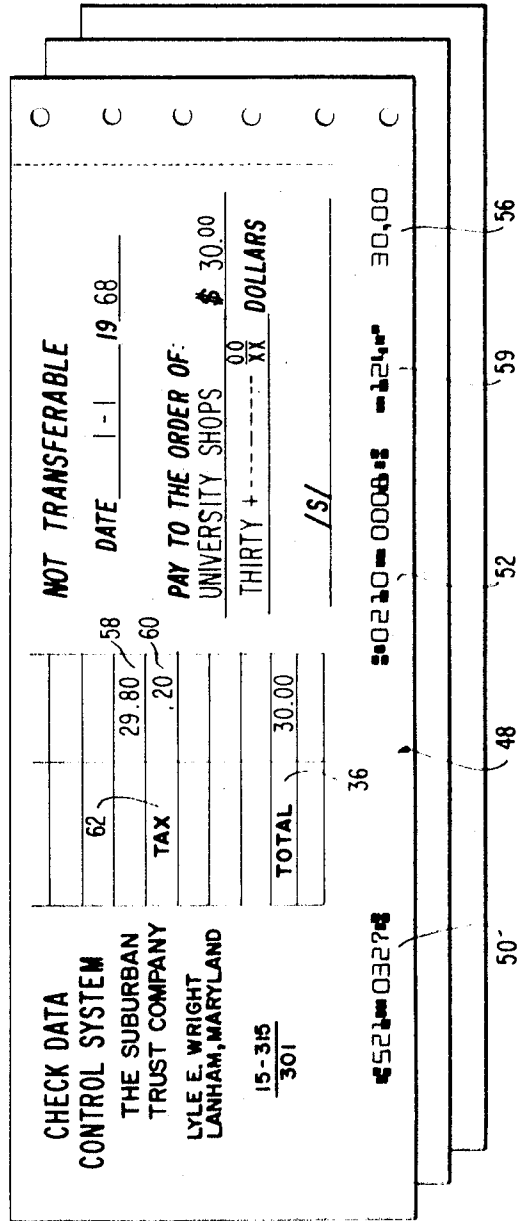 CHECK DATA
CONTROL SYSTEM
THE SUBURBAN
TRUST COMPANY
LYLE E. WRIGHT
LANHAM, MARYLAND
15-315
301
62
29.80
58
TAX
.20
60
TOTAL
30.00
36
NOT TRANSFERABLE
DATE 1-1 19 68
PAY TO THE ORDER OF:
UNIVERSITY SHOPS $ 30.00
THIRTY + -------- 00/XX DOLLARS
/S/
⑆521⑉0327⑆
⑆0210⑉0008⑆
⑈124⑈
30,00
50
48
52
59
56